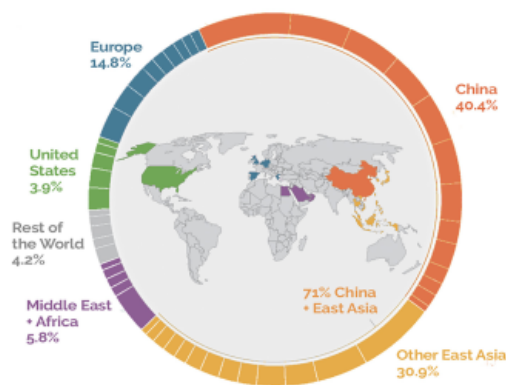 Europe
14.8%
China
40.4%
United
States
3.9%
Rest of
the World
4.2%
Middle East
+ Africa
5.8%
71% China
+ East Asia
Other East Asia
30.9%